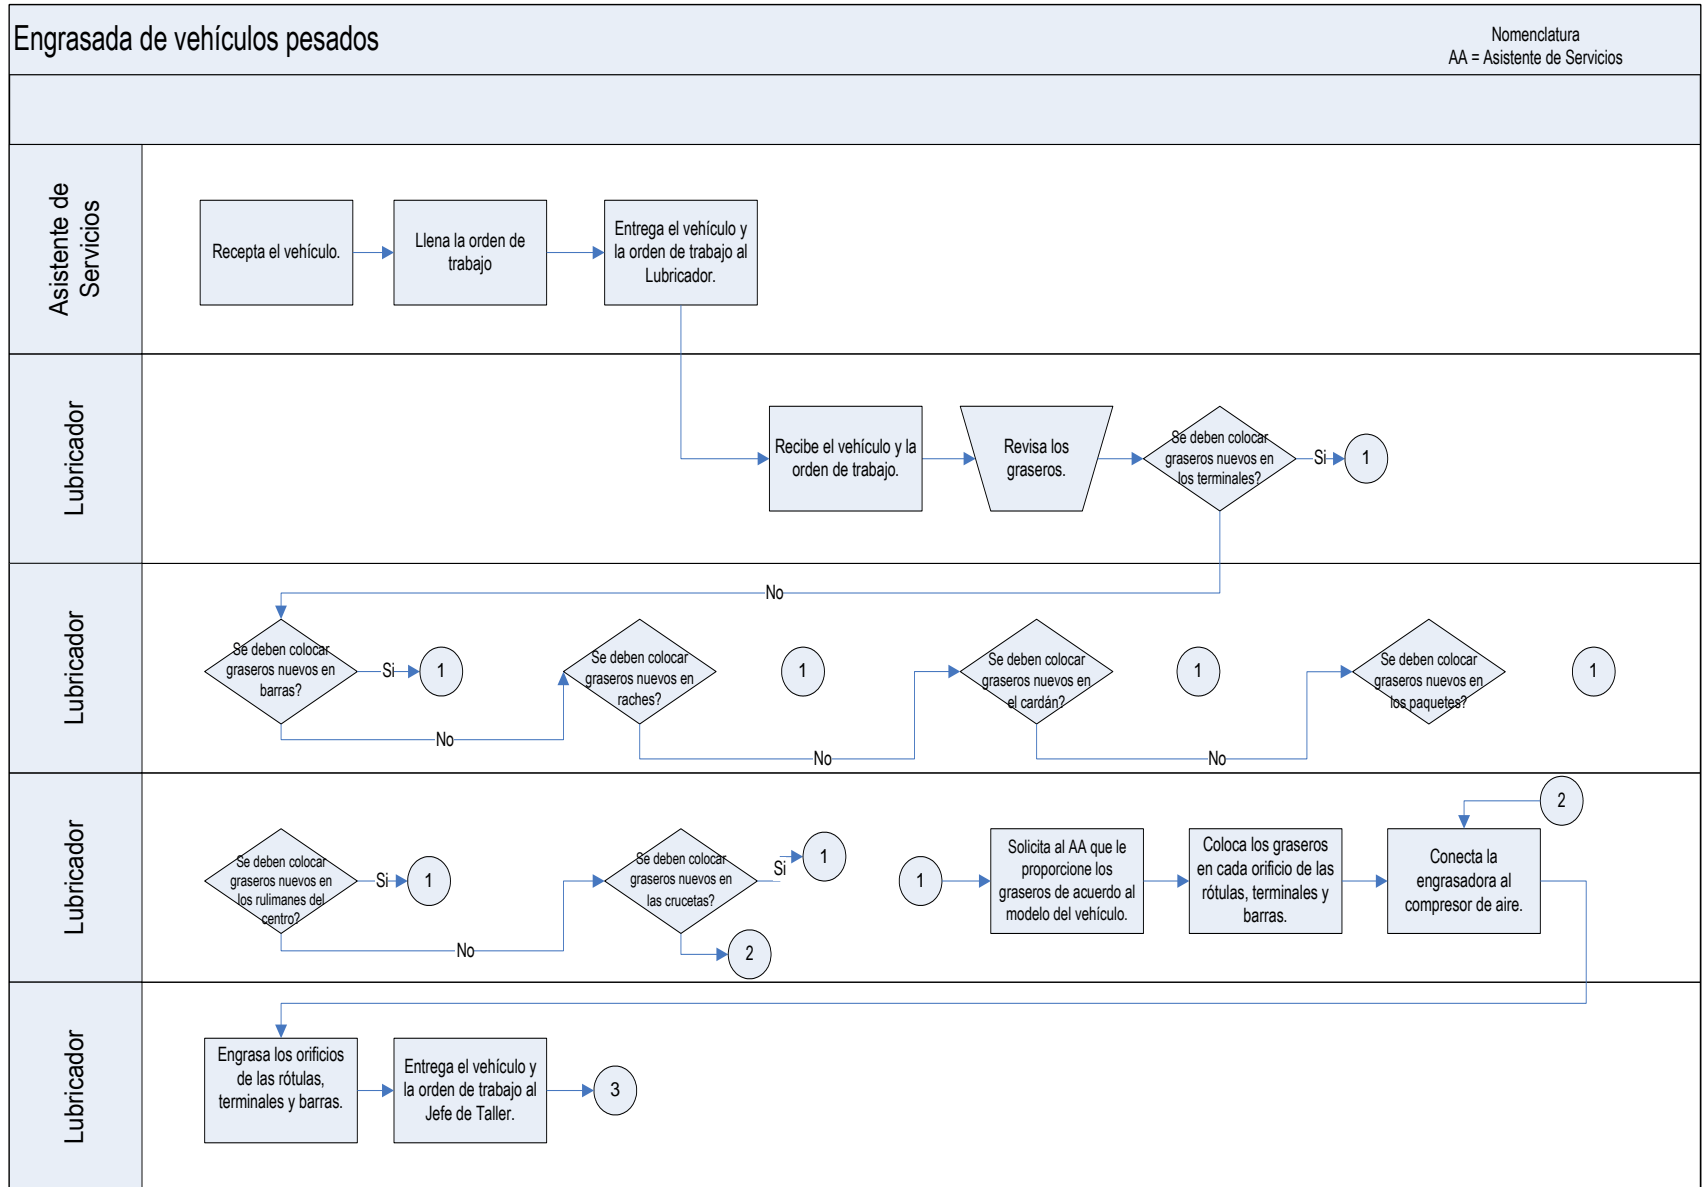 Engrasada de vehículos pesados
Nomenclatura
AA = Asistente de Servicios
Asistente de
Servicios
Recepta el vehículo.
Llena la orden de
trabajo
Entrega el vehículo y
la orden de trabajo al
Lubricador.
Lubricador
Recibe el vehículo y la
orden de trabajo.
Revisa los
graseros.
Se deben colocar
graseros nuevos en
los terminales?
Si
1
Lubricador
No
Se deben colocar
graseros nuevos en
barras?
Si
1
No
Se deben colocar
graseros nuevos en
raches?
1
No
Se deben colocar
graseros nuevos en
el cardán?
1
No
Se deben colocar
graseros nuevos en
los paquetes?
1
Lubricador
Se deben colocar
graseros nuevos en
los rulimanes del
centro?
Si
1
No
Se deben colocar
graseros nuevos en
las crucetas?
Si
1
2
1
Solicita al AA que le
proporcione los
graseros de acuerdo al
modelo del vehículo.
Coloca los graseros
en cada orificio de las
rótulas, terminales y
barras.
2
Conecta la
engrasadora al
compresor de aire.
Lubricador
Engrasa los orificios
de las rótulas,
terminales y barras.
Entrega el vehículo y
la orden de trabajo al
Jefe de Taller.
3